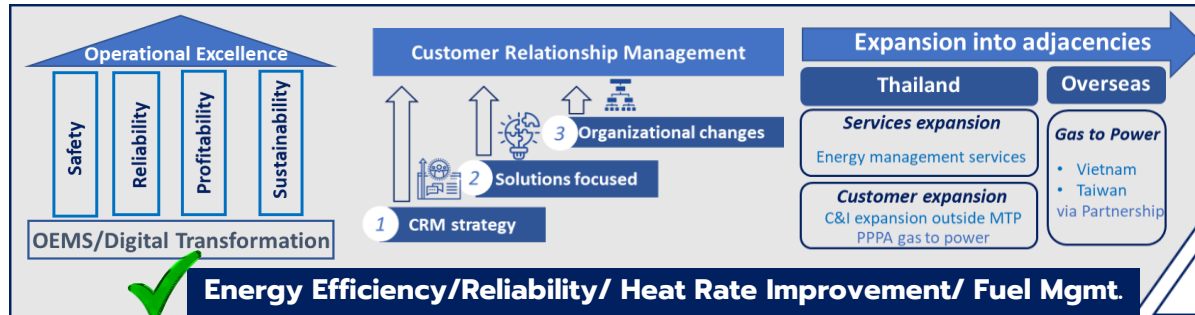 Operational Excellence
Safety
Reliability
Profitability
Sustainability
OEMS/Digital Transformation
Customer Relationship Management
3 Organizational changes
2 Solutions focused
1 CRM strategy
Expansion into adjacencies
Thailand
Services expansion
Energy management services
Customer expansion
C&I expansion outside MTP
PPPA gas to power
Overseas
Gas to Power
• Vietnam
• Taiwan
via Partnership
Energy Efficiency/Reliability/ Heat Rate Improvement/ Fuel Mgmt.